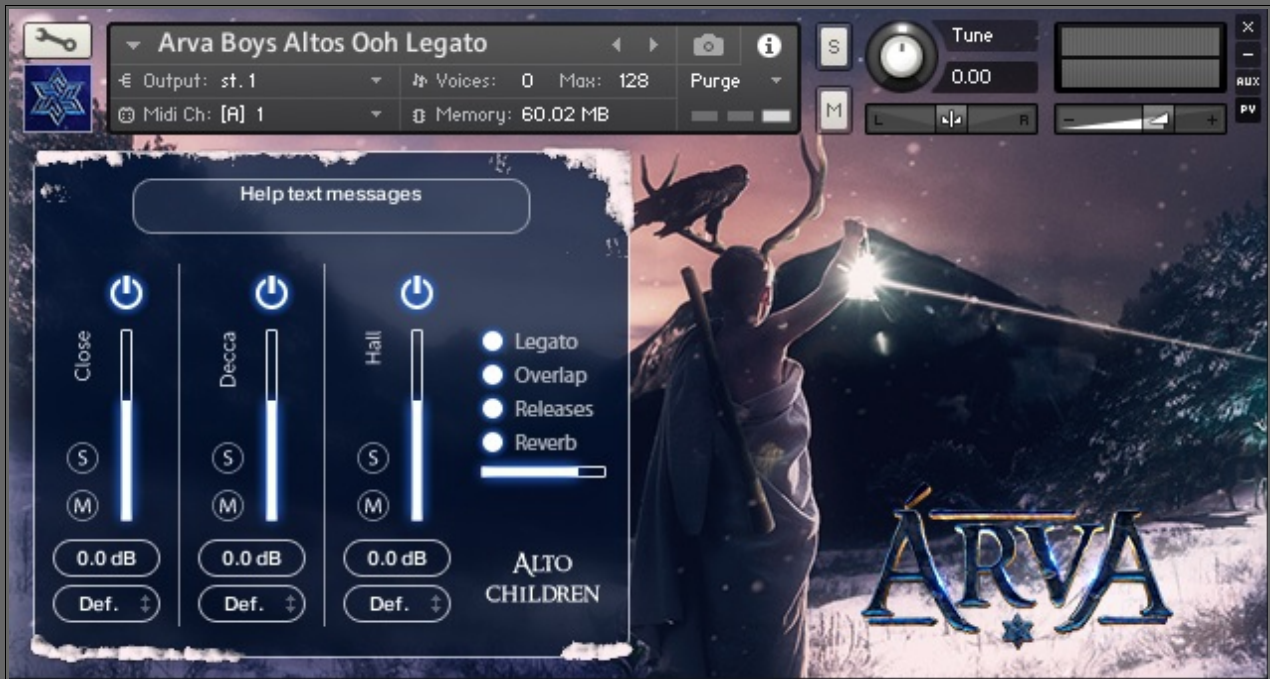 Arva Boys Altos Ooh Legato
Output: st. 1
Voices: 0 Max: 128
Purge
Midi Ch: [A] 1
Memory: 60.02 MB
S
M
Tune
0.00
L
R
-
+
×
-
AUX
PV
Help text messages
Close
Decca
Hall
S
M
S
M
S
M
0.0 dB
0.0 dB
0.0 dB
Def.
Def.
Def.
Legato
Overlap
Releases
Reverb
ALTO
CHILDREN
ÁRVA